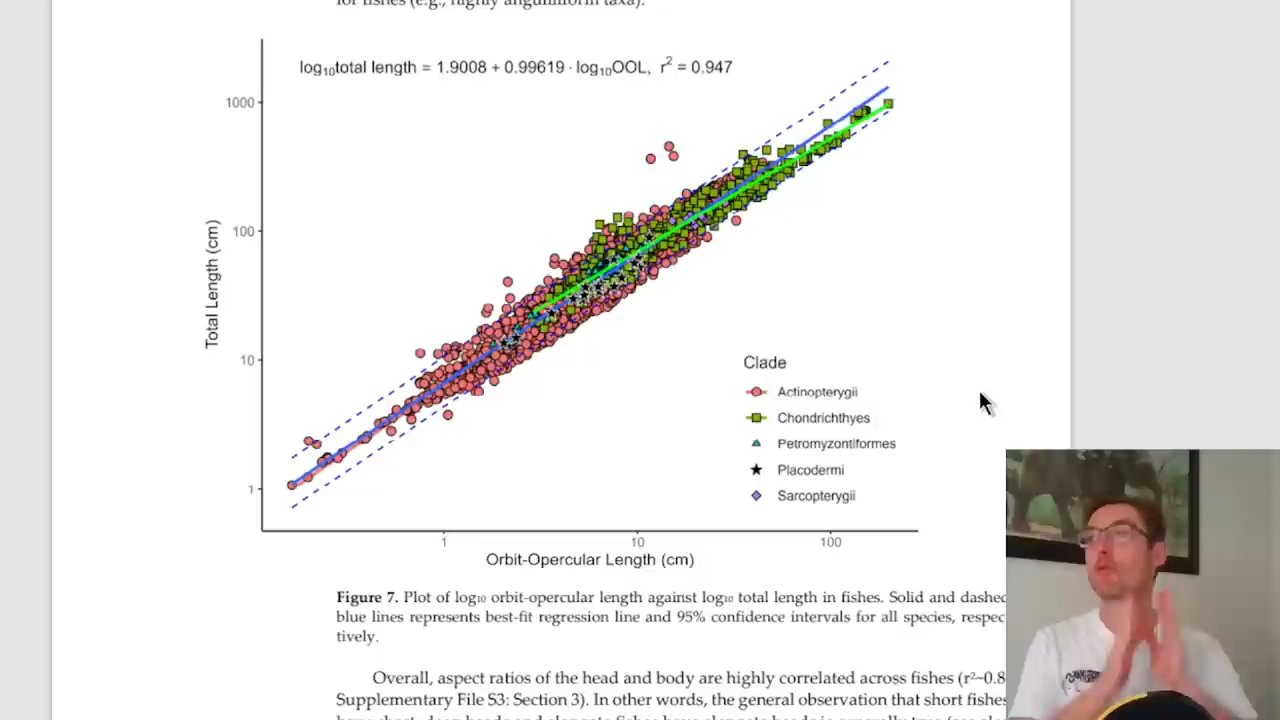 for fishes (e.g., highly anguilliform taxa).
log₁₀total length = 1.9008 + 0.99619 · log₁₀OOL, r² = 0.947
1000
100
10
1
Total Length (cm)
1 10 100
Orbit-Opercular Length (cm)
Clade
Actinopterygii
Chondrichthyes
Petromyzontiformes
Placodermi
Sarcopterygii
Figure 7. Plot of log₁₀ orbit-opercular length against log₁₀ total length in fishes. Solid and dashed
blue lines represents best-fit regression line and 95% confidence intervals for all species, respec
tively.
Overall, aspect ratios of the head and body are highly correlated across fishes (r²~0.8
Supplementary File S3: Section 3). In other words, the general observation that short fishes